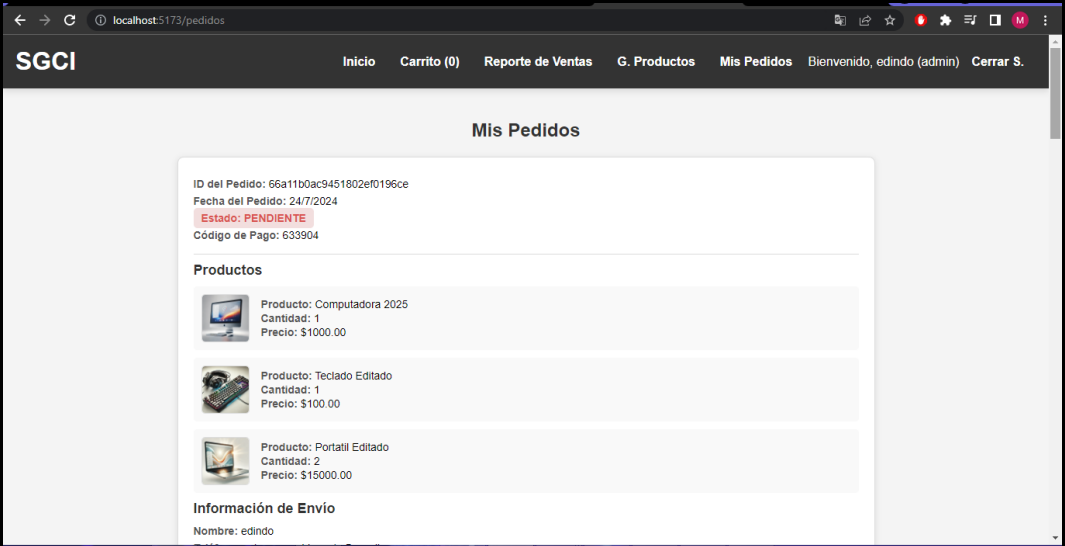 localhost:5173/pedidos
M
SGCI
Inicio Carrito (0) Reporte de Ventas G. Productos Mis Pedidos Bienvenido, edindo (admin) Cerrar S.
Mis Pedidos
ID del Pedido: 66a11b0ac9451802ef0196ce
Fecha del Pedido: 24/7/2024
Estado: PENDIENTE
Código de Pago: 633904
Productos
Producto: Computadora 2025
Cantidad: 1
Precio: $1000.00
Producto: Teclado Editado
Cantidad: 1
Precio: $100.00
Producto: Portatil Editado
Cantidad: 2
Precio: $15000.00
Información de Envío
Nombre: edindo